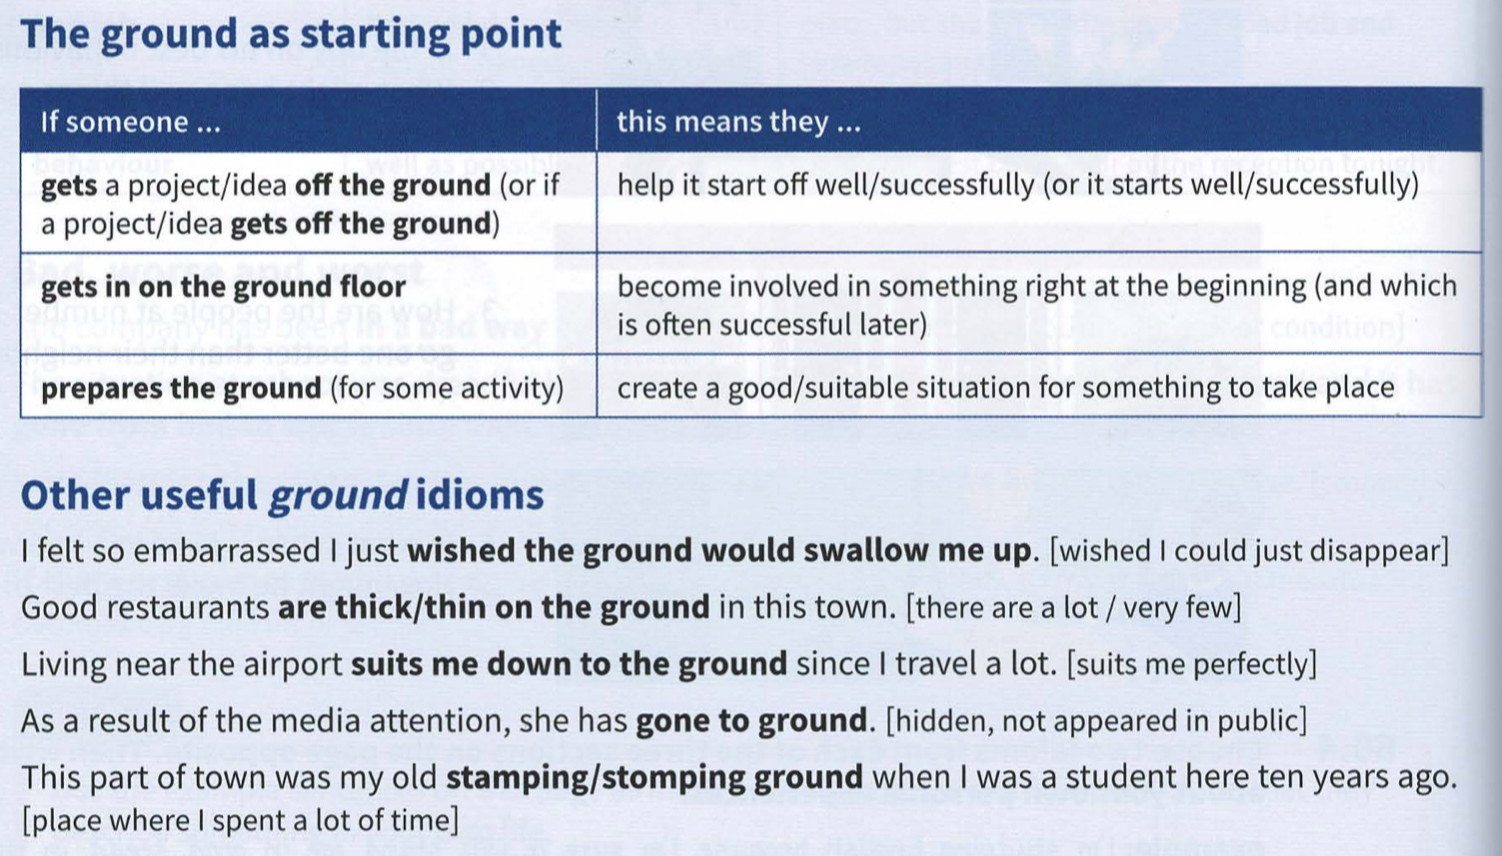 The ground as starting point
If someone ...
this means they ...
gets a project/idea off the ground (or if
a project/idea gets off the ground)
help it start off well/successfully (or it starts well/successfully)
gets in on the ground floor
become involved in something right at the beginning (and which
is often successful later)
prepares the ground (for some activity)
create a good/suitable situation for something to take place
Other useful ground idioms
I felt so embarrassed I just wished the ground would swallow me up. [wished I could just disappear]
Good restaurants are thick/thin on the ground in this town. [there are a lot / very few]
Living near the airport suits me down to the ground since I travel a lot. [suits me perfectly]
As a result of the media attention, she has gone to ground. [hidden, not appeared in public]
This part of town was my old stamping/stomping ground when I was a student here ten years ago.
[place where I spent a lot of time]